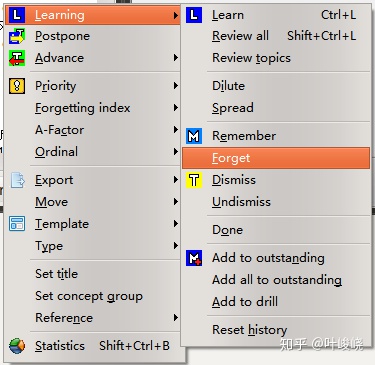 Learning
Postpone
Advance
Priority
Forgetting index
A-Factor
Ordinal
Export
Move
Template
Type
Set title
Set concept group
Reference
Statistics Shift+Ctrl+B
Learn Ctrl+L
Review all Shift+Ctrl+L
Review topics
Dilute
Spread
Remember
Forget
Dismiss
Undismiss
Done
Add to outstanding
Add all to outstanding
Add to drill
Reset history
知乎 @叶峻峣